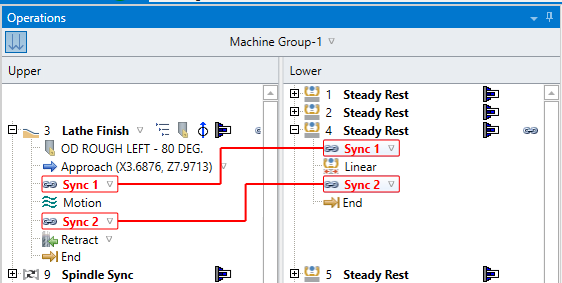 Operations
Machine Group-1
Upper
Lower
1 Steady Rest
2 Steady Rest
3 Lathe Finish
4 Steady Rest
OD ROUGH LEFT - 80 DEG.
Sync 1
Approach (X3.6876, Z7.9713)
Linear
Sync 1
Sync 2
Motion
End
Sync 2
Retract
End
9 Spindle Sync
5 Steady Rest